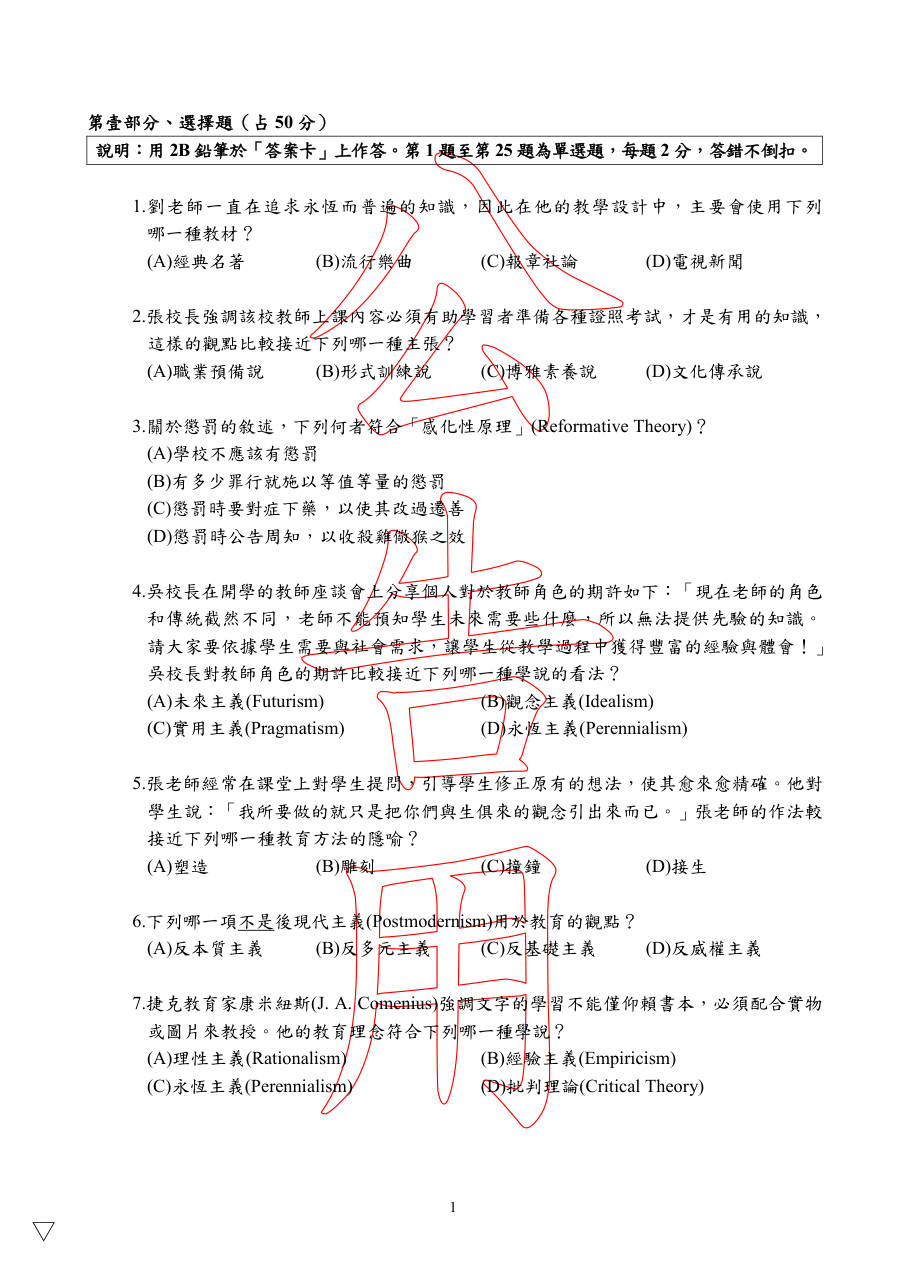 第壹部分、選擇題（占 50 分）
說明：用 2B 鉛筆於「答案卡」上作答。第 1 題至第 25 題為單選題，每題 2 分，答錯不倒扣。
1.劉老師一直在追求永恆而普遍的知識，因此在他的教學設計中，主要會使用下列
哪一種教材？
(A)經典名著 (B)流行樂曲 (C)報章社論 (D)電視新聞
2.張校長強調該校教師上課內容必須有助學習者準備各種證照考試，才是有用的知識，
這樣的觀點比較接近下列哪一種主張？
(A)職業預備說 (B)形式訓練說 (C)博雅素養說 (D)文化傳承說
3.關於懲罰的敘述，下列何者符合「感化性原理」(Reformative Theory)？
(A)學校不應該有懲罰
(B)有多少罪行就施以等值等量的懲罰
(C)懲罰時要對症下藥，以使其改過遷善
(D)懲罰時公告周知，以收殺雞儆猴之效
4.吳校長在開學的教師座談會上分享個人對於教師角色的期許如下：「現在老師的角色
和傳統截然不同，老師不能預知學生未來需要些什麼，所以無法提供先驗的知識。
請大家要依據學生需要與社會需求，讓學生從教學過程中獲得豐富的經驗與體會！」
吳校長對教師角色的期許比較接近下列哪一種學說的看法？
(A)未來主義(Futurism) (B)觀念主義(Idealism)
(C)實用主義(Pragmatism) (D)永恆主義(Perennialism)
5.張老師經常在課堂上對學生提問，引導學生修正原有的想法，使其愈來愈精確。他對
學生說：「我所要做的就只是把你們與生俱來的觀念引出來而已。」張老師的作法較
接近下列哪一種教育方法的隱喻？
(A)塑造 (B)雕刻 (C)撞鐘 (D)接生
6.下列哪一項不是後現代主義(Postmodernism)用於教育的觀點？
(A)反本質主義 (B)反多元主義 (C)反基礎主義 (D)反威權主義
7.捷克教育家康米紐斯(J. A. Comenius)強調文字的學習不能僅仰賴書本，必須配合實物
或圖片來教授。他的教育理念符合下列哪一種學說？
(A)理性主義(Rationalism) (B)經驗主義(Empiricism)
(C)永恆主義(Perennialism) (D)批判理論(Critical Theory)
公告用
1